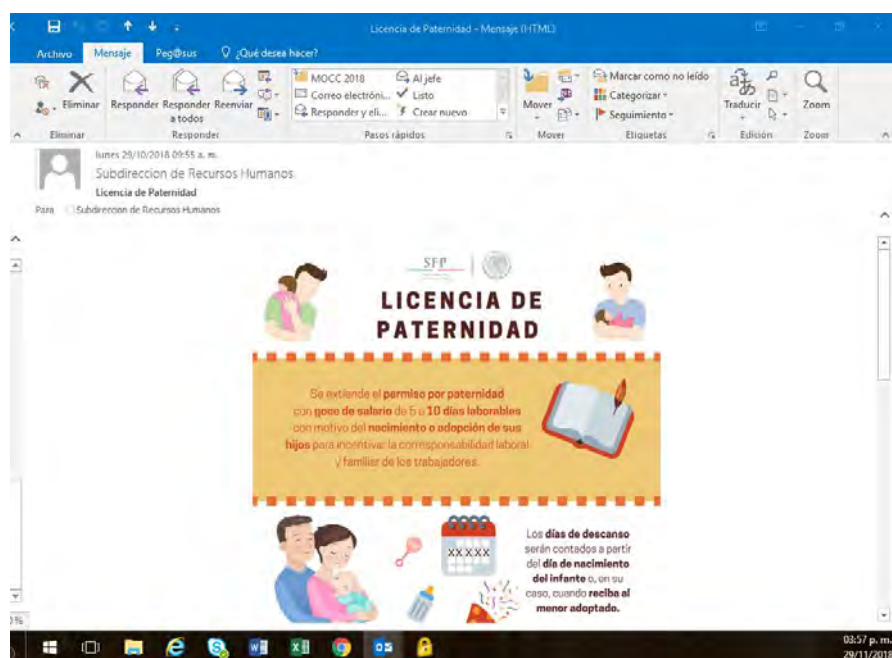 Licencia de Paternidad - Mensaje (HTML)
Archivo Mensaje Peg@sus ¿Qué desea hacer?
Eliminar
Responder Responder a todos Reenviar
MOCC 2018 Al jefe
Correo electróni... Listo
Responder y eli... Crear nuevo
Mover
Marcar como no leído
Categorizar
Seguimiento
Traducir
Zoom
Eliminar Responder Pasos rápidos Mover Etiquetas Edición Zoom
lunes 29/10/2018 09:55 a. m.
Subdireccion de Recursos Humanos
Licencia de Paternidad
Para Subdireccion de Recursos Humanos
SFP
LICENCIA DE
PATERNIDAD
Se extiende el permiso por paternidad
con goce de salario de 5 a 10 días laborables
con motivo del nacimiento o adopción de sus
hijos para incentivar la corresponsabilidad laboral
y familiar de los trabajadores.
XXXXX
Los días de descanso
serán contados a partir
del día de nacimiento
del infante o, en su
caso, cuando reciba al
menor adoptado.
03:57 p. m.
29/11/2018